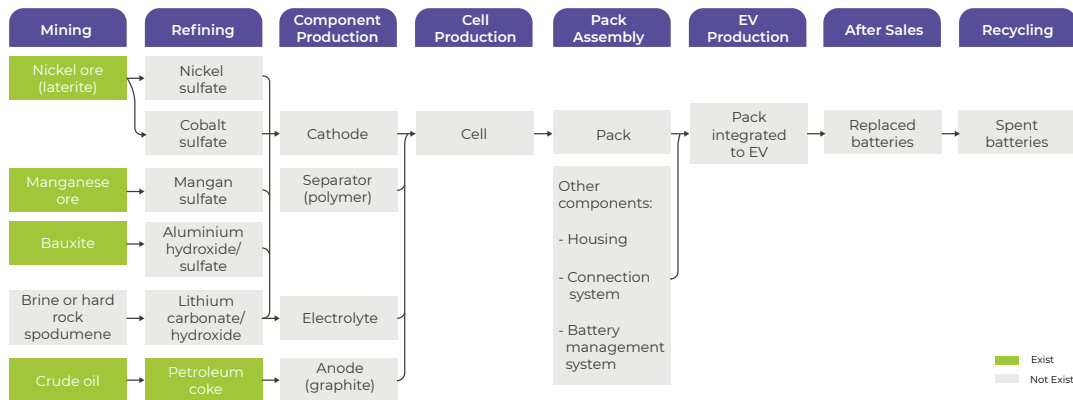 Mining
Refining
Component
Production
Cell
Production
Pack
Assembly
EV
Production
After Sales
Recycling
Nickel ore
(laterite)
Nickel
sulfate
Cobalt
sulfate
Cathode
Cell
Pack
Pack
integrated
to EV
Replaced
batteries
Spent
batteries
Manganese
ore
Mangan
sulfate
Separator
(polymer)
Other
components:
- Housing
- Connection
system
- Battery
management
system
Bauxite
Aluminium
hydroxide/
sulfate
Brine or hard
rock
spodumene
Lithium
carbonate/
hydroxide
Electrolyte
Crude oil
Petroleum
coke
Anode
(graphite)
Exist
Not Exist